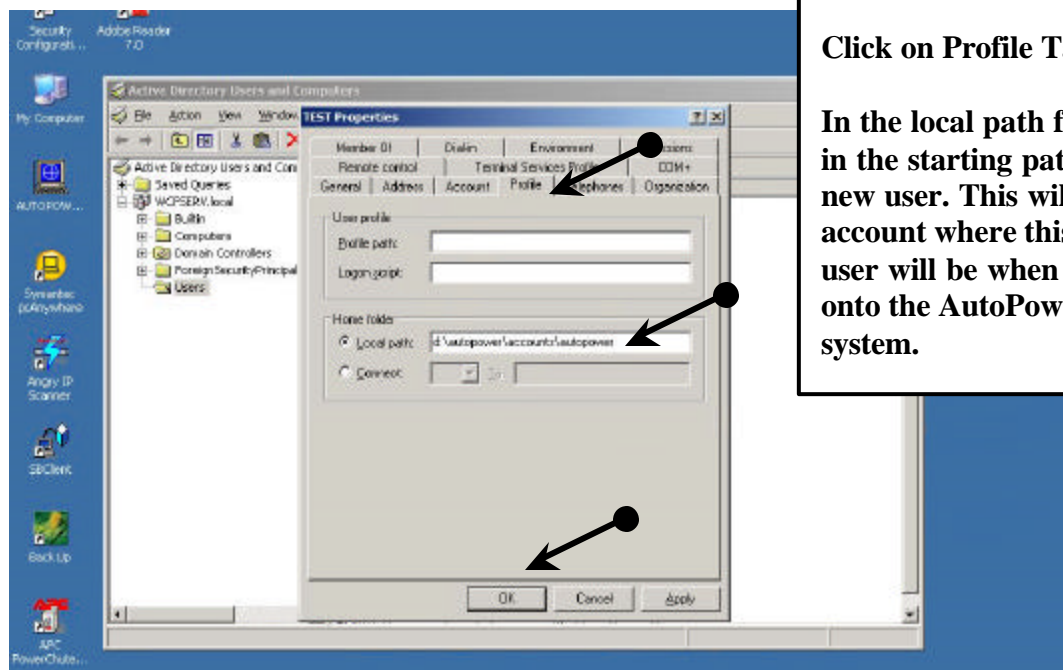 Security
Configurati...
Adobe Reader
7.0
My Computer
AUTOPOW...
Symantec
pcAnywhere
Angry IP
Scanner
SBClient
Back Up
APC
PowerChute...
Active Directory Users and Computers
File Action View Window
Active Directory Users and Com
Saved Queries
WCPSERV.local
Builtin
Computers
Domain Controllers
ForeignSecurityPrincipal
Users
TEST Properties
Member Of Dial-in Environment
Remote control Terminal Services Profile COM+
General Address Account Profile Telephones Organization
User profile
Profile path:
Logon script:
Home folder
Local path: d:\autopower\accounts\autopower
Connect: To:
OK Cancel Apply
Click on Profile T
In the local path f
in the starting pat
new user. This wil
account where this
user will be when
onto the AutoPow
system.